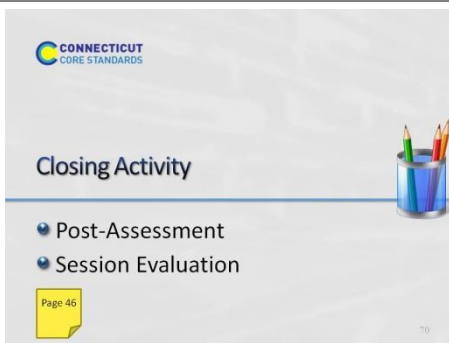 CONNECTICUT
CORE STANDARDS
Closing Activity
Post-Assessment
Session Evaluation
Page 46
70